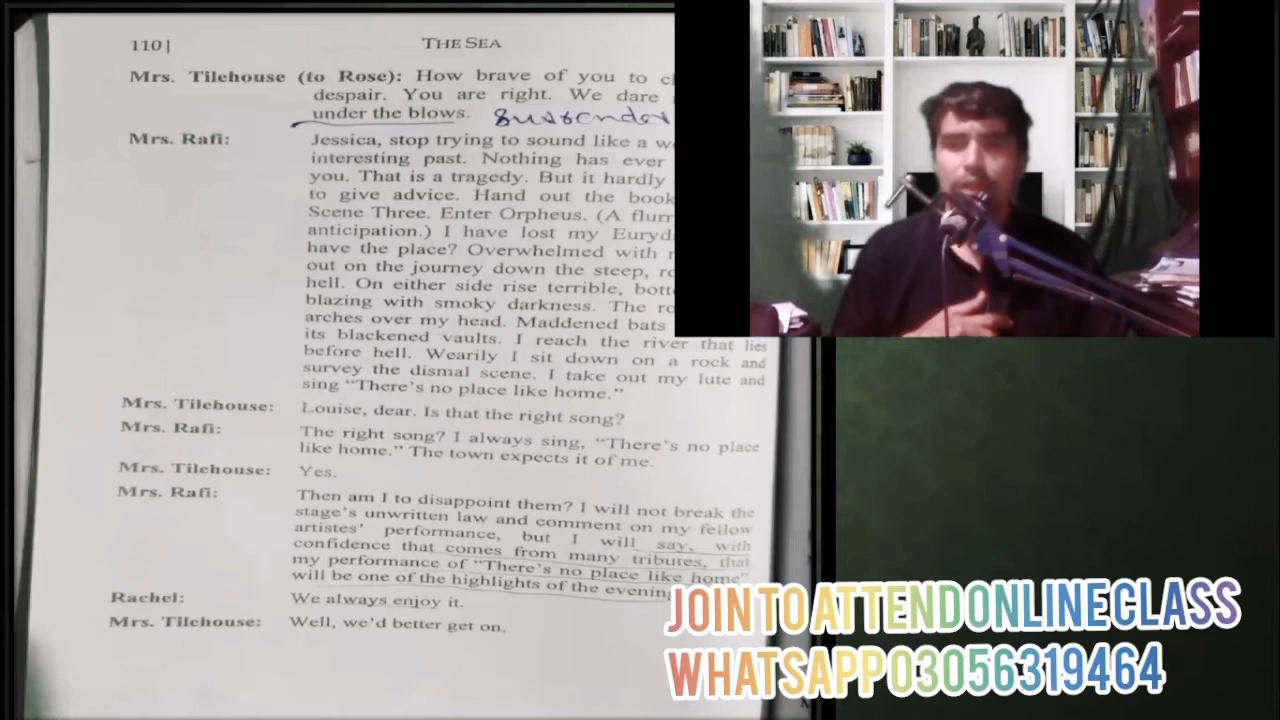 110|
THE SEA
Mrs. Tilehouse (to Rose): How brave of you to
despair. You are right. We dare
under the blows. Surrender
Mrs. Rafi: Jessica, stop trying to sound like a
interesting past. Nothing has ever
you. That is a tragedy. But it hardly
to give advice. Hand out the
Scene Three. Enter Orpheus. (A
anticipation.) I have lost my
have the place? Overwhelmed with
out on the journey down the steep,
hell. On either side rise terrible,
blazing with smoky darkness. The
arches over my head. Maddened bats
its blackened vaults. I reach the river that lies
before hell. Wearily I sit down on a rock and
survey the dismal scene. I take out my lute and
sing “There's no place like home.”
Mrs. Tilehouse: Louise, dear. Is that the right song?
Mrs. Rafi: The right song? I always sing, “There's no place
like home.” The town expects it of me.
Mrs. Tilehouse: Yes.
Mrs. Rafi: Then am I to disappoint them? I will not break the
stage's unwritten law and comment on my fellow
artistes' performance, but I will say, with
confidence that comes from many tributes, that
my performance of “There's no place like home”
will be one of the highlights of the evening
Rachel: We always enjoy it.
Mrs. Tilehouse: Well, we'd better get on.
JOIN TO ATTEND ONLINE CLASS
WHATSAPP 03056319464